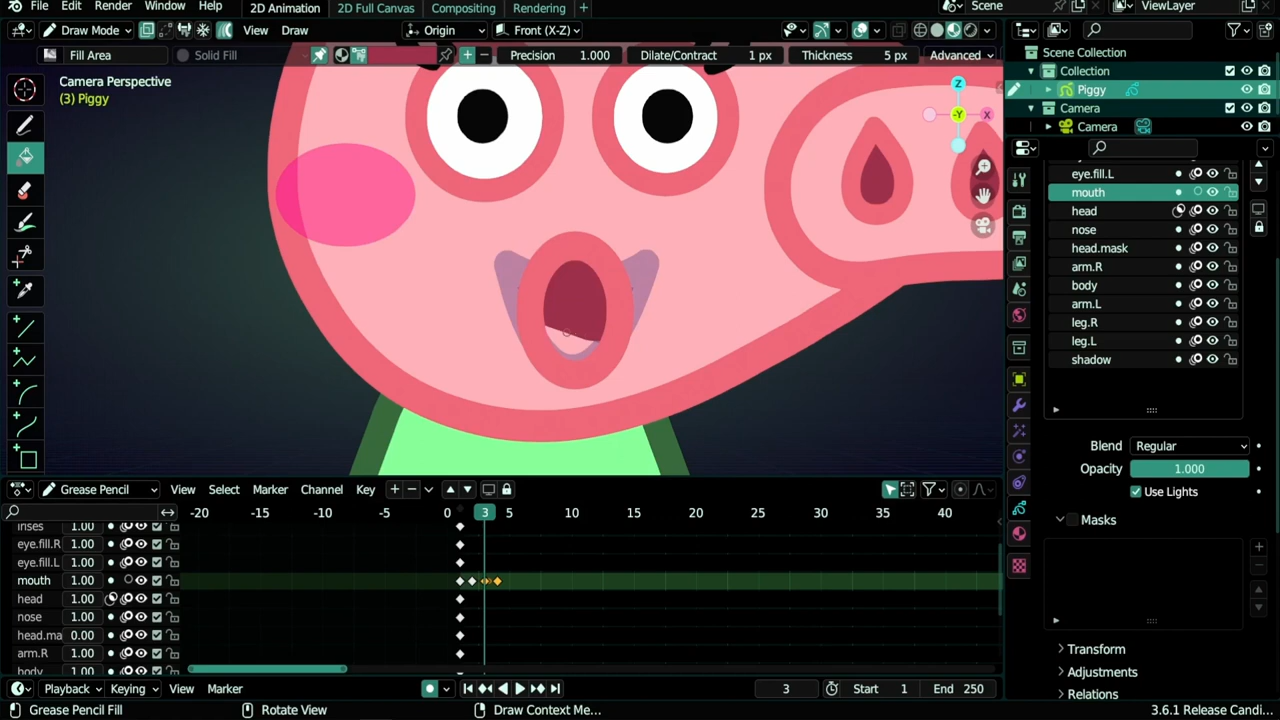 File Edit Render Window Help 2D Animation 2D Full Canvas Compositing Rendering + Scene ViewLayer
Draw Mode View Draw Origin Front (X-Z)
Fill Area Solid Fill Precision 1.000 Dilate/Contract 1 px Thickness 5 px Advanced
Camera Perspective
(3) Piggy
Z
-Y X
Scene Collection
Collection
Piggy
Camera
Camera
eye.fill.L
mouth
head
nose
head.mask
arm.R
body
arm.L
leg.R
leg.L
shadow
Blend Regular
Opacity 1.000
Use Lights
Masks
Transform
Adjustments
Relations
Grease Pencil View Select Marker Channel Key
-20 -15 -10 -5 0 3 5 10 15 20 25 30 35 40
1.00
eye.fill.R 1.00
eye.fill.L 1.00
mouth 1.00
head 1.00
nose 1.00
head.ma 0.00
arm.R 1.00
body 1.00
Playback Keying View Marker 3 Start 1 End 250
Grease Pencil Fill Rotate View Draw Context Me... 3.6.1 Release Candi...